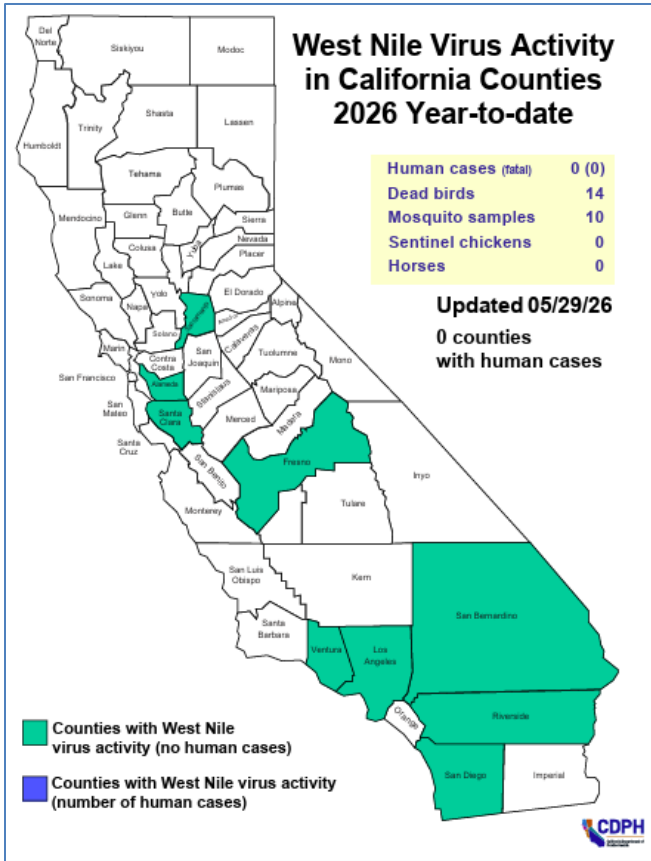 West Nile Virus Activity
in California Counties
2026 Year-to-date
Human cases (fatal) 0 (0)
Dead birds 14
Mosquito samples 10
Sentinel chickens 0
Horses 0
Updated 05/29/26
0 counties
with human cases
Del
Norte
Siskiyou
Modoc
Humboldt
Trinity
Shasta
Lassen
Tehama
Plumas
Mendocino
Glenn
Butte
Sierra
Nevada
Yuba
Placer
Colusa
Lake
El Dorado
Sonoma
Napa
Yolo
Sacramento
Alpine
Solano
Marin
Contra
Costa
San
Joaquin
Calaveras
Tuolumne
Mono
San Francisco
Alameda
Stanislaus
Mariposa
San
Mateo
Santa
Clara
Merced
Madera
Santa
Cruz
San Benito
Fresno
Inyo
Monterey
Tulare
San Luis
Obispo
Kern
San Bernardino
Santa
Barbara
Ventura
Los
Angeles
Orange
Riverside
San Diego
Imperial
Counties with West Nile
virus activity (no human cases)
Counties with West Nile virus activity
(number of human cases)
CDPH